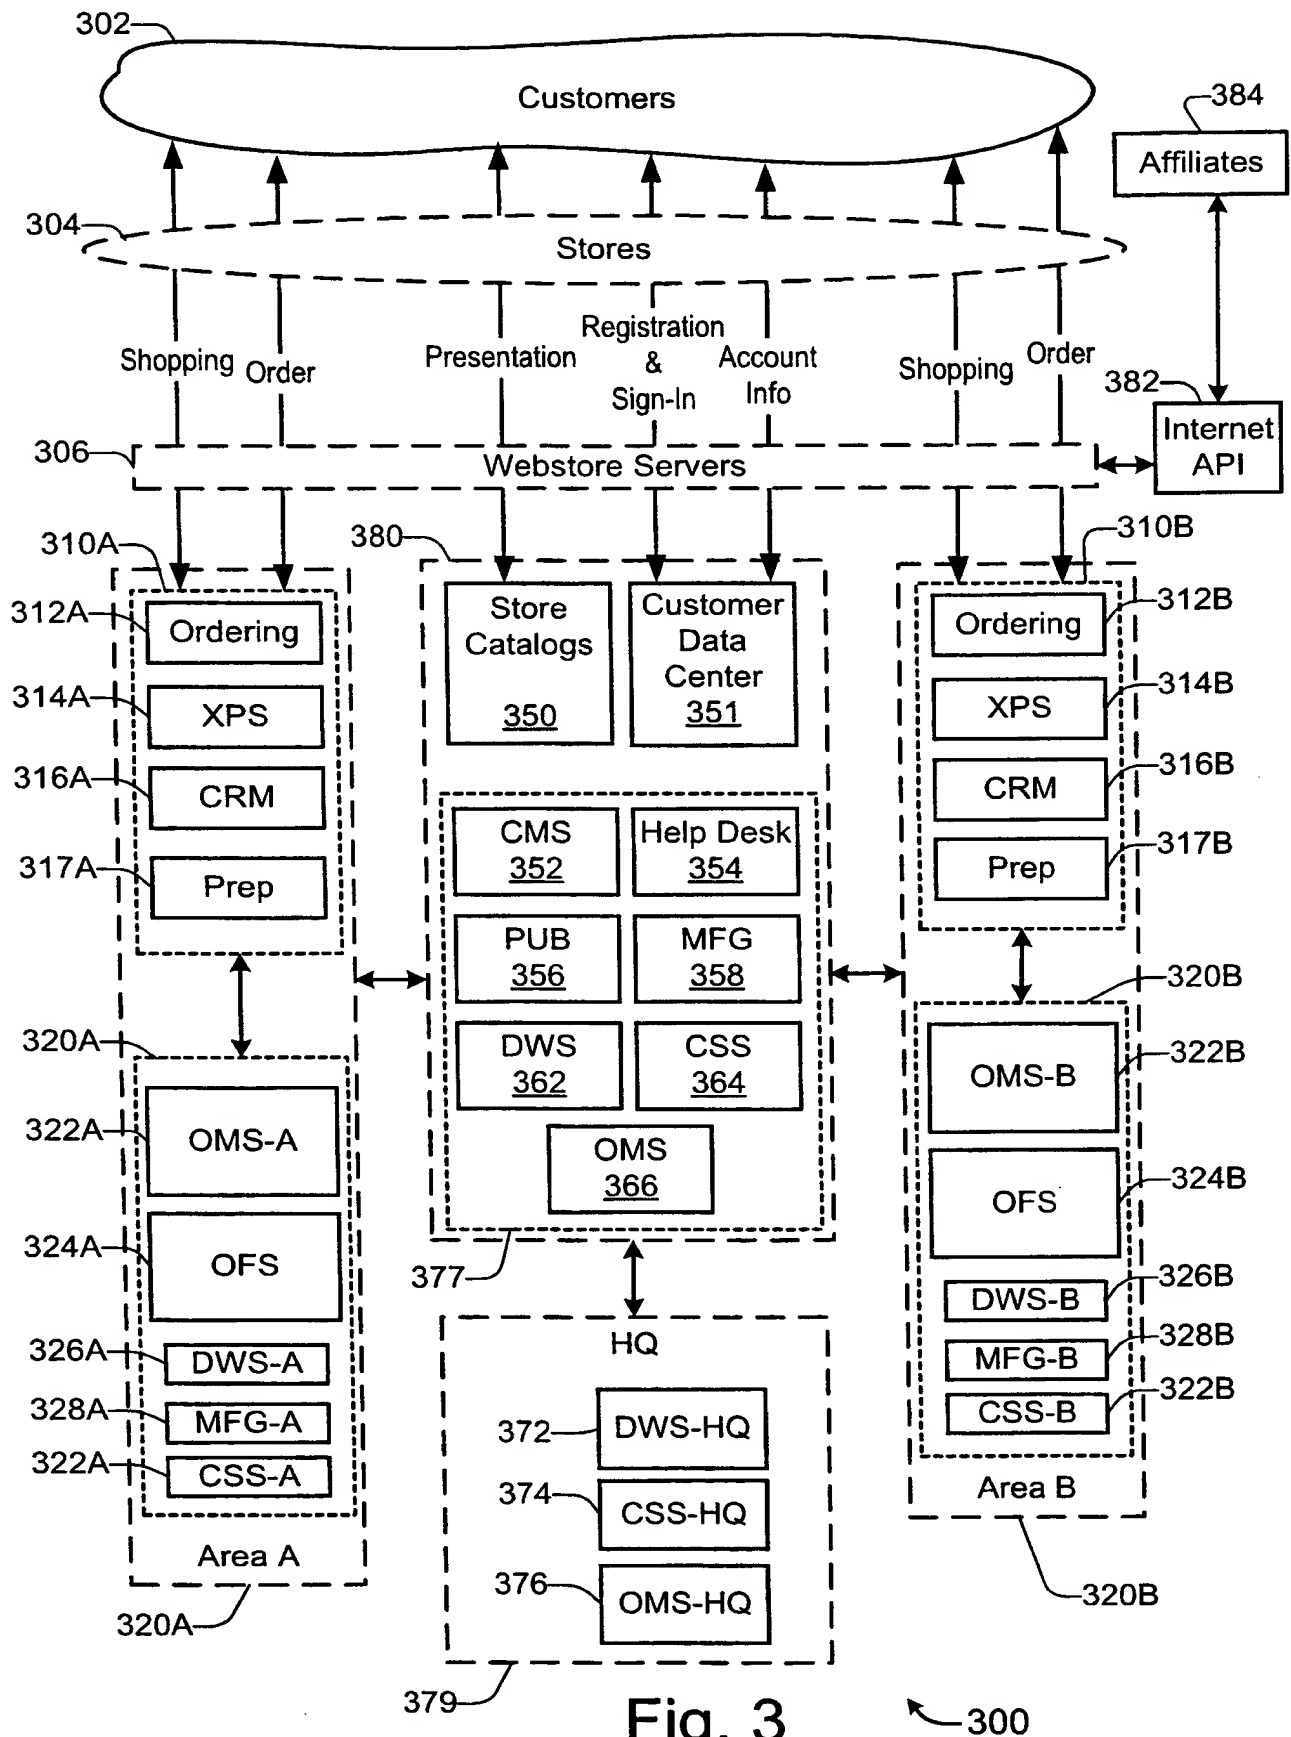 302
Customers
384
Affiliates
304
Stores
Shopping
Order
Presentation
Registration
&
Sign-In
Account
Info
Shopping
Order
382
Internet
API
306
Webstore Servers
310A
312A
Ordering
314A
XPS
316A
CRM
317A
Prep
320A
322A
OMS-A
324A
OFS
326A
DWS-A
328A
MFG-A
322A
CSS-A
Area A
320A
380
Store
Catalogs
350
Customer
Data
Center
351
CMS
352
Help Desk
354
PUB
356
MFG
358
DWS
362
CSS
364
OMS
366
377
HQ
372
DWS-HQ
374
CSS-HQ
376
OMS-HQ
379
310B
312B
Ordering
314B
XPS
316B
CRM
317B
Prep
320B
322B
OMS-B
324B
OFS
326B
DWS-B
328B
MFG-B
322B
CSS-B
Area B
320B
Fig. 3
300